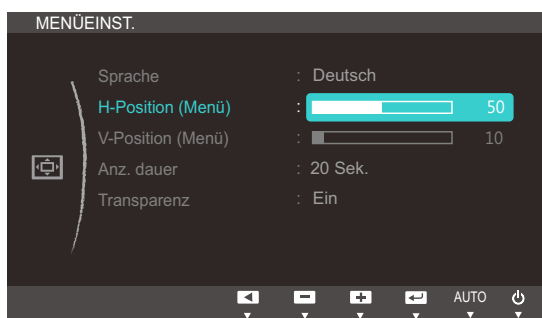 MENÜEINST.
Sprache : Deutsch
H-Position (Menü) : 50
V-Position (Menü) : 10
Anz. dauer : 20 Sek.
Transparenz : Ein
AUTO